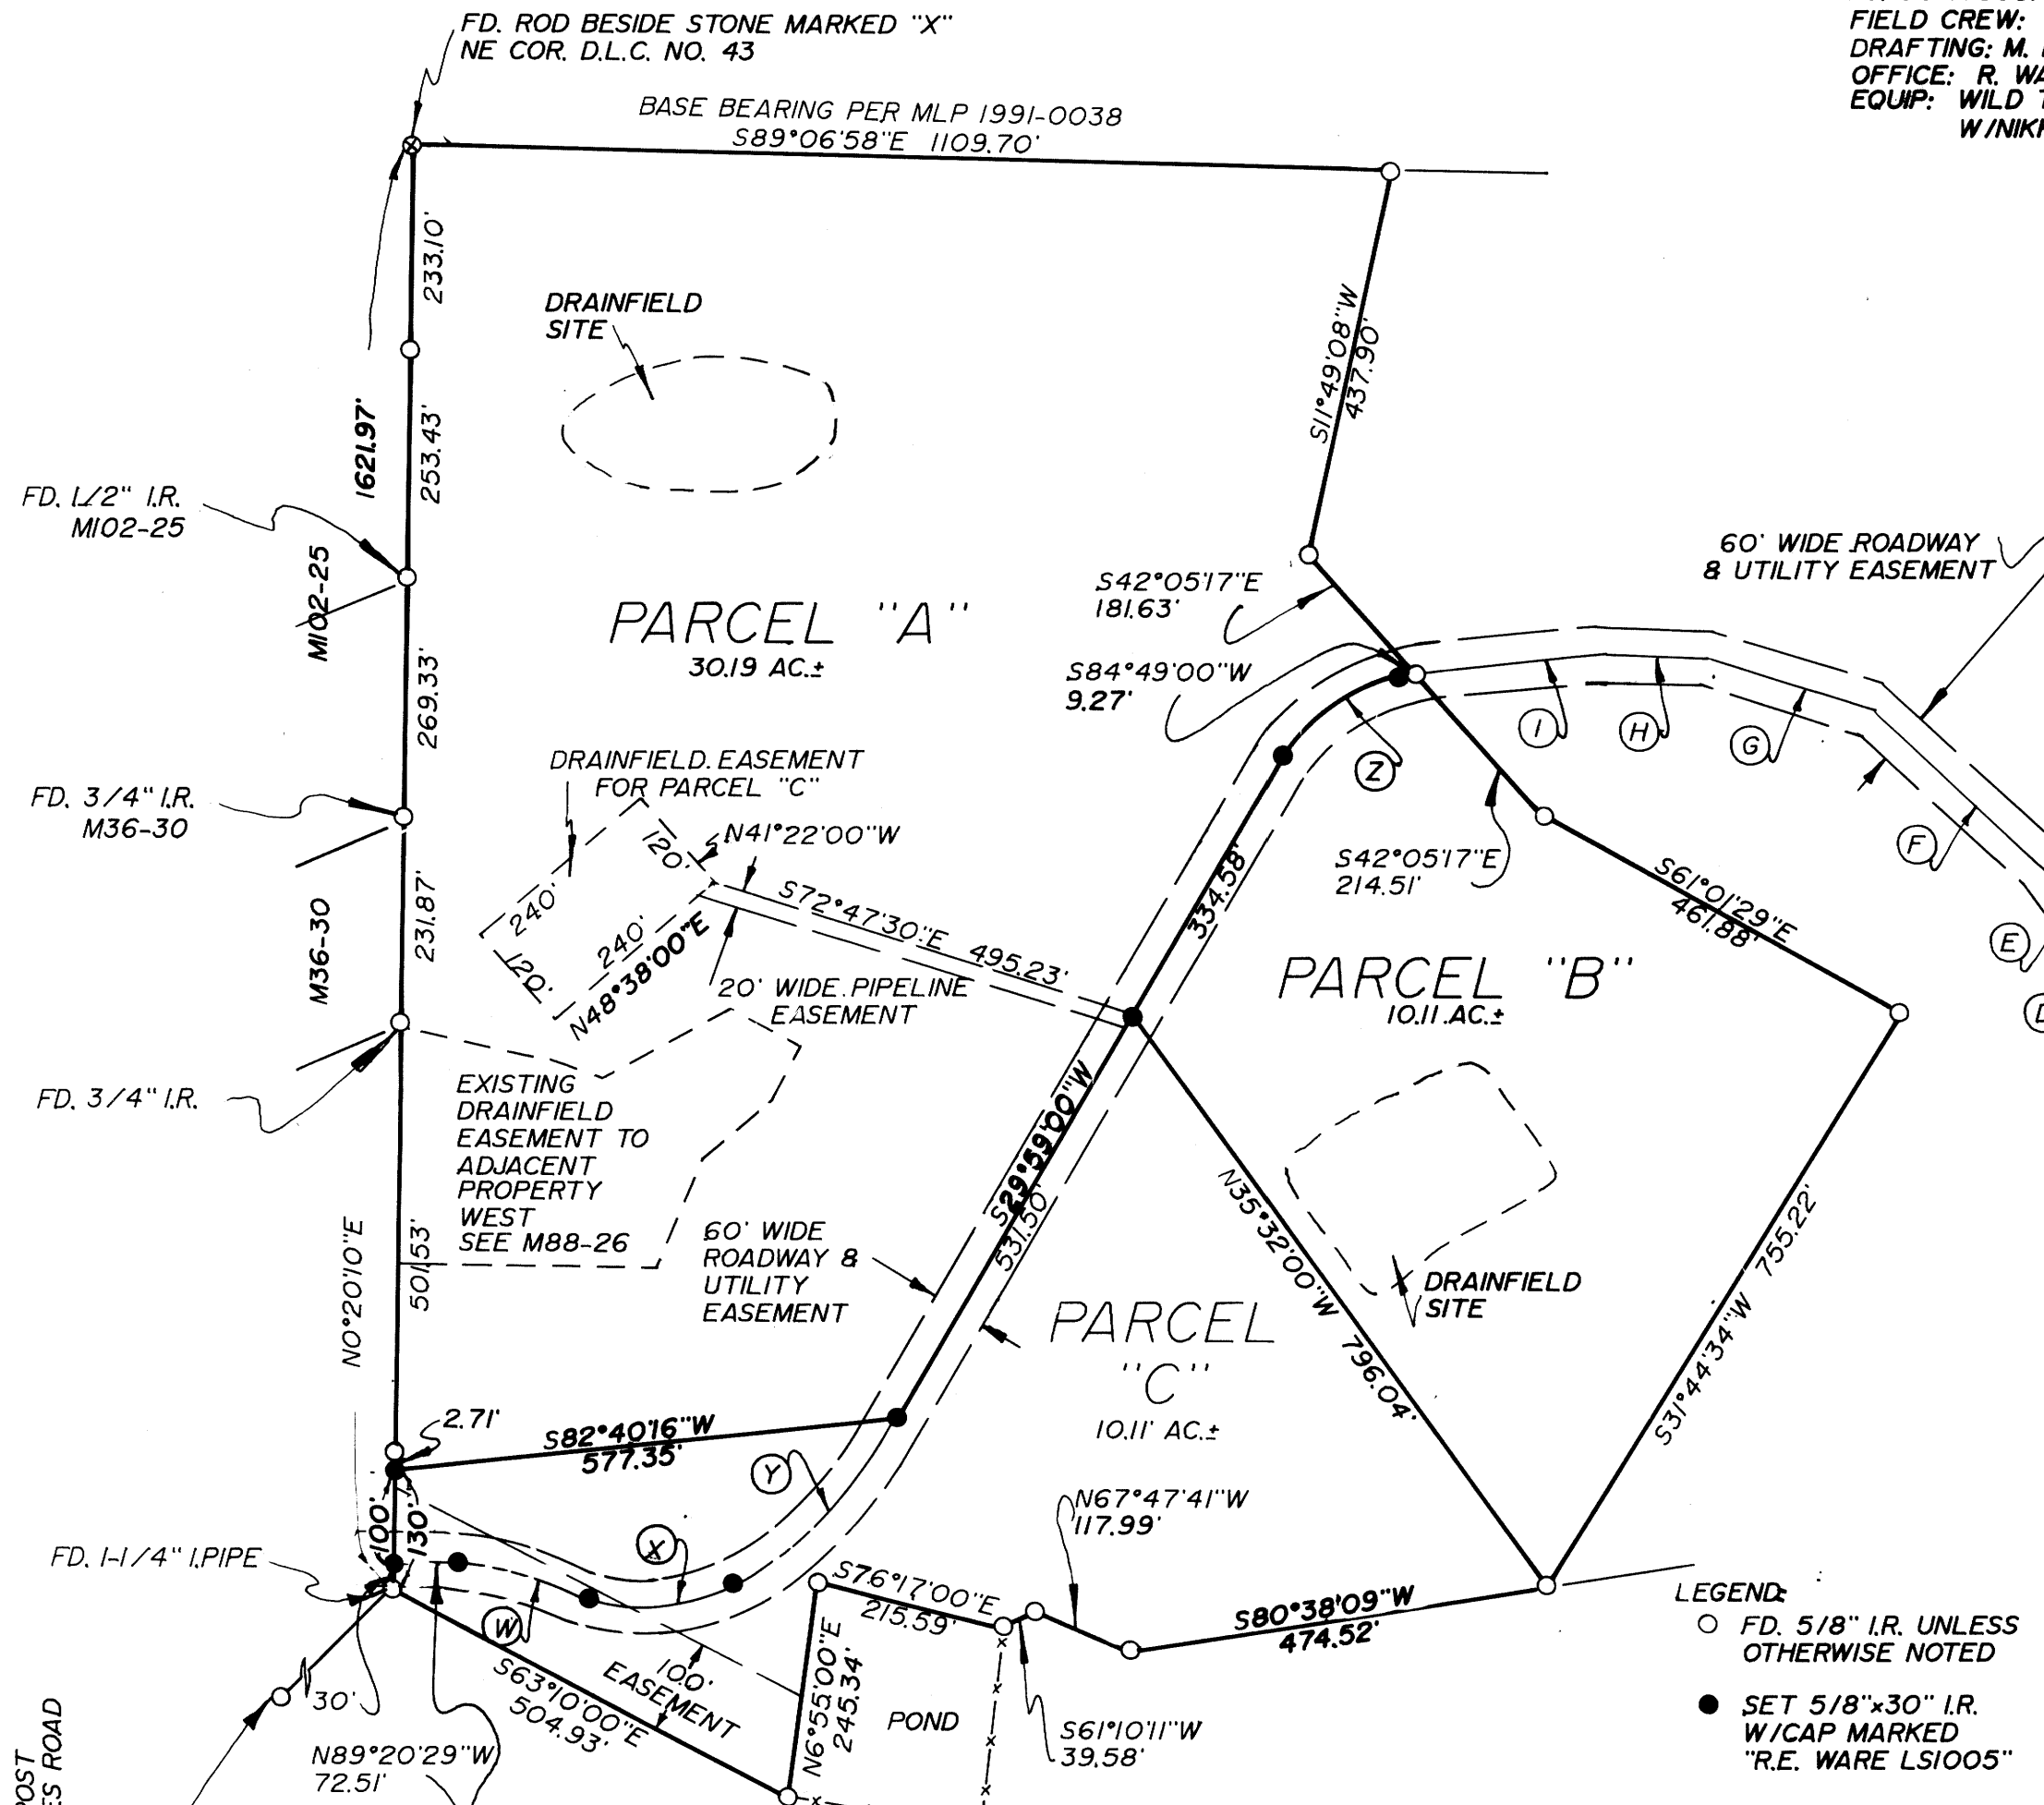 FD. ROD BESIDE STONE MARKED "X"
NE COR. D.L.C. NO. 43
FIELD CREW:
DRAFTING: M.
OFFICE: R. WA
EQUIP: WILD T
W/NIK
BASE BEARING PER MLP 1991-0038
S89°06'58"E 1109.70'
233.10'
DRAINFIELD
SITE
S11°49'08"W
437.90'
1621.97'
253.43'
FD. 1/2" I.R.
M102-25
M102-25
60' WIDE ROADWAY
& UTILITY EASEMENT
S42°05'17"E
181.63'
PARCEL "A"
30.19 AC.±
S84°49'00"W
9.27'
269.33'
I
H
G
Z
F
E
D
DRAINFIELD EASEMENT
FOR PARCEL "C"
FD. 3/4" I.R.
M36-30
N41°22'00"W
120'
240'
240'
120'
N48°38'00"E
S72°47'30"E 495.23'
20' WIDE PIPELINE
EASEMENT
334.58'
S42°05'17"E
214.51'
S61°01'29"E
461.88'
M36-30
231.87'
PARCEL "B"
10.11 AC.±
FD. 3/4" I.R.
EXISTING
DRAINFIELD
EASEMENT TO
ADJACENT
PROPERTY
WEST
SEE M88-26
S29°59'00"W
531.50'
N35°32'00"W 796.04'
S31°44'34"W 755.22'
DRAINFIELD
SITE
N0°20'10"E
501.53'
60' WIDE
ROADWAY &
UTILITY
EASEMENT
PARCEL
"C"
10.11' AC.±
2.71'
S82°40'16"W
577.35'
Y
X
W
100'
130'
FD. 1-1/4" I.PIPE
N67°47'41"W
117.99'
S76°17'00"E
215.59'
S80°38'09"W
474.52'
LEGEND:
FD. 5/8" I.R. UNLESS
OTHERWISE NOTED
SET 5/8"x30" I.R.
W/CAP MARKED
"R.E. WARE LS1005"
S63°10'00"E
504.93'
100'
EASEMENT
N6°55'00"E
245.34'
POND
S61°10'11"W
39.58'
30'
N89°20'29"W
72.51'
POST
ES ROAD